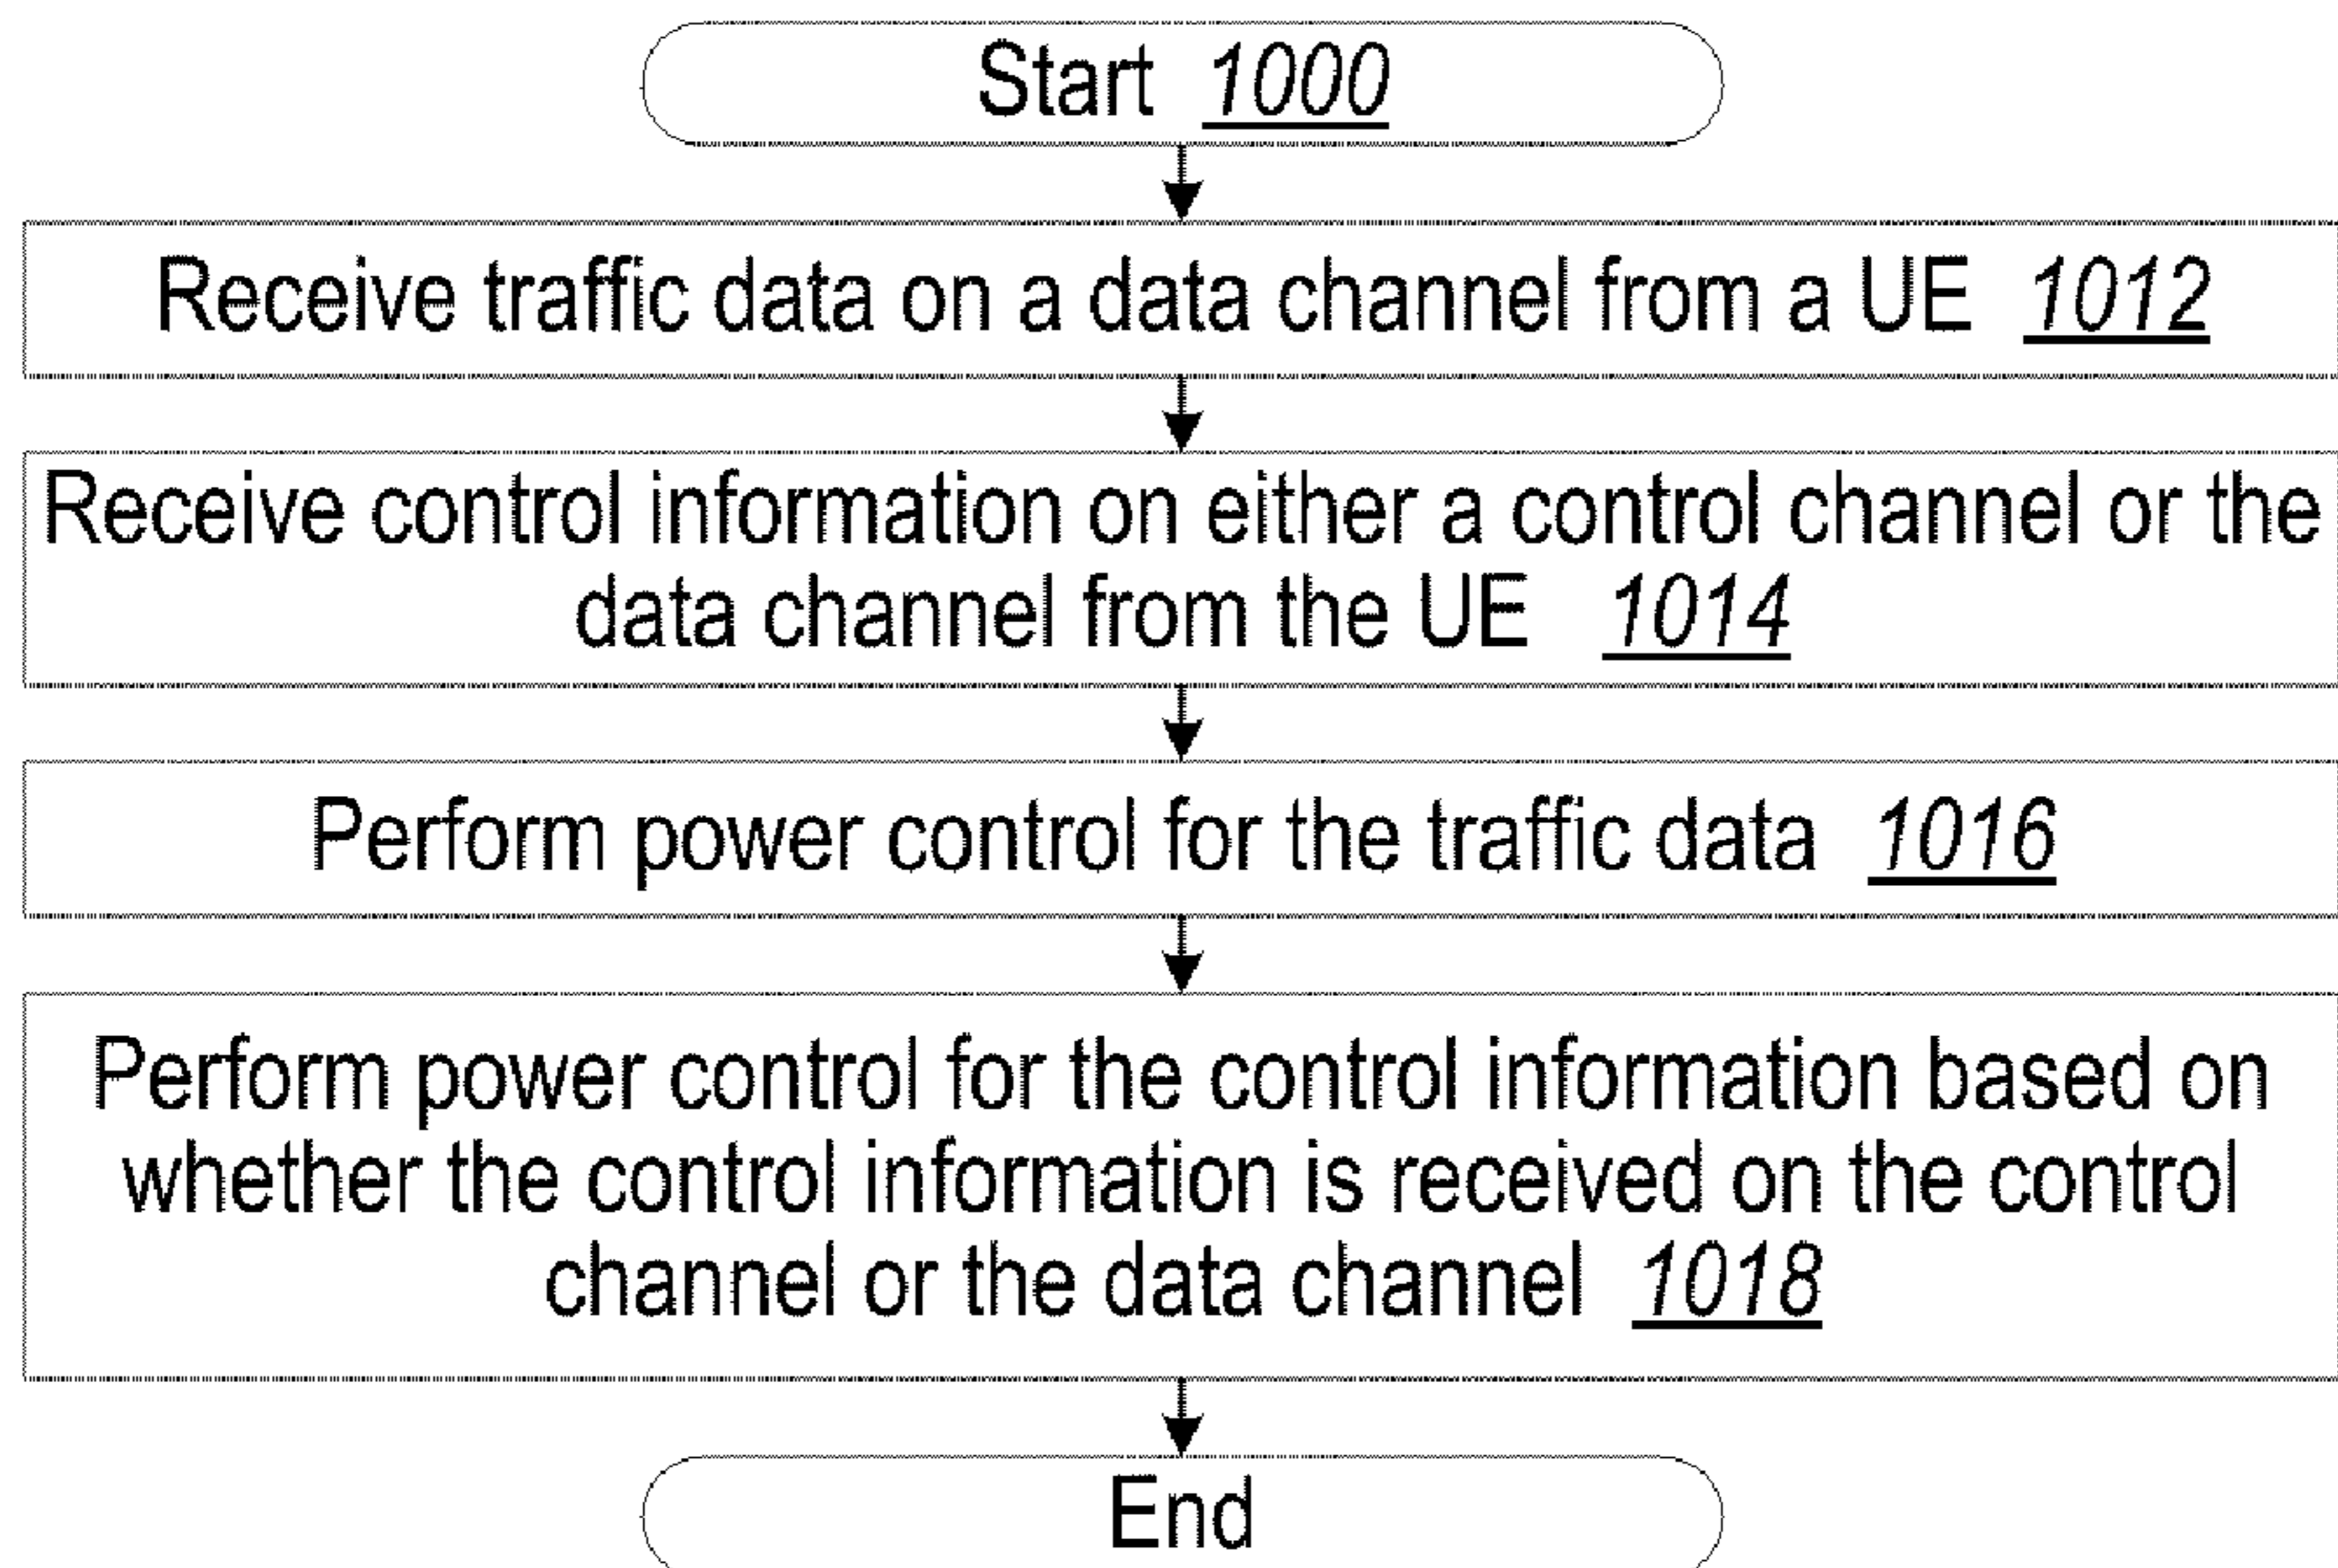 Start 1000
Receive traffic data on a data channel from a UE 1012
Receive control information on either a control channel or the
data channel from the UE 1014
Perform power control for the traffic data 1016
Perform power control for the control information based on
whether the control information is received on the control
channel or the data channel 1018
End